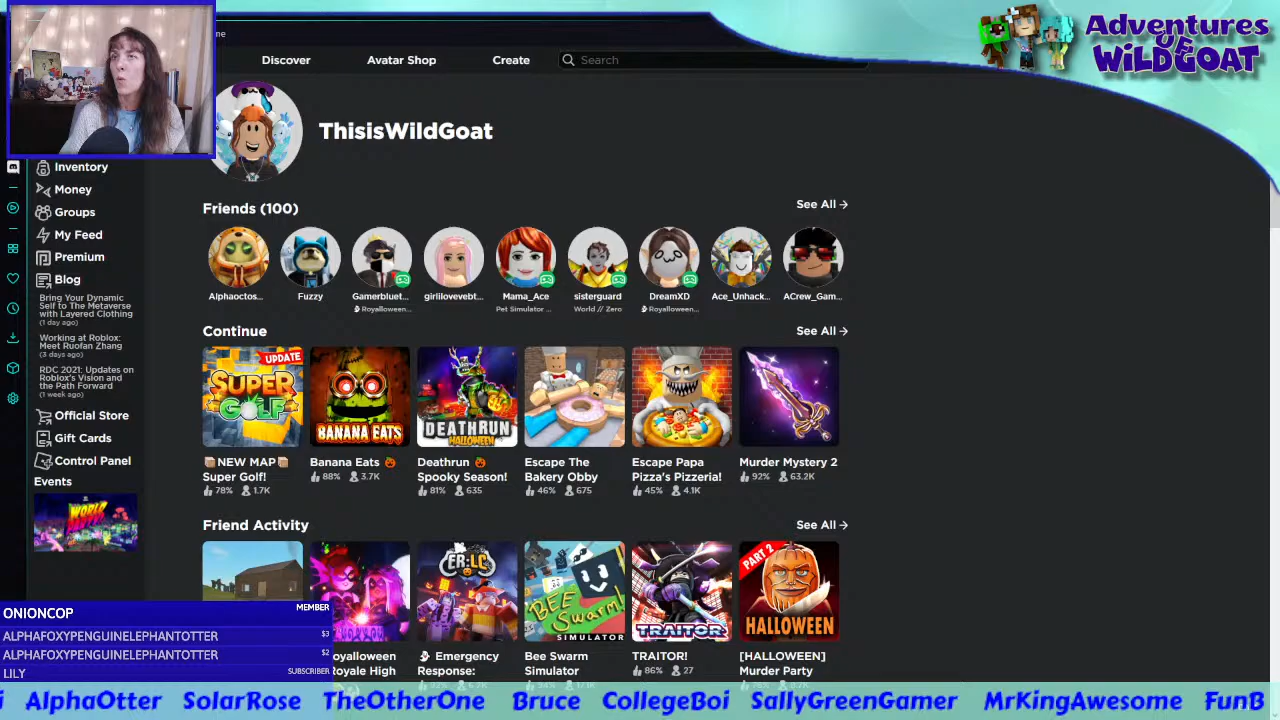 me
Discover
Avatar Shop
Create
Search
Adventures
OF
WiLDGOAT
ThisisWildGoat
Inventory
Money
Groups
My Feed
Premium
Blog
Bring Your Dynamic
Self to The Metaverse
with Layered Clothing
(1 day ago)
Working at Roblox:
Meet Ruofan Zhang
(3 days ago)
RDC 2021: Updates on
Roblox's Vision and
the Path Forward
(1 week ago)
Official Store
Gift Cards
Control Panel
Events
WORLD
Friends (100)
See All →
Alphaoctos...
Fuzzy
Gamerbluet...
Royalloween...
girlilovevebt...
Mama_Ace
Pet Simulator ...
sisterguard
World // Zero
DreamXD
Royalloween...
Ace_Unhack...
ACrew_Gam...
Continue
See All →
UPDATE
SUPER
GOLF
BANANA EATS
DEATHRUN
HALLOWEEN
NEW MAP
Super Golf!
78% 1.7K
Banana Eats
88% 3.7K
Deathrun
Spooky Season!
81% 635
Escape The
Bakery Obby
46% 675
Escape Papa
Pizza's Pizzeria!
45% 4.1K
Murder Mystery 2
92% 63.2K
Friend Activity
See All →
ER:LC
BEE
Swarm!
SIMULATOR
TRAITOR
PART 2
HALLOWEEN
oyalloween
oyale High
Emergency
Response:
Bee Swarm
Simulator
TRAITOR!
86% 27
[HALLOWEEN]
Murder Party
ONIONCOP MEMBER
ALPHAFOXYPENGUINELEPHANTOTTER $3
ALPHAFOXYPENGUINELEPHANTOTTER $2
LILY SUBSCRIBER
i AlphaOtter SolarRose TheOtherOne Bruce CollegeBoi SallyGreenGamer MrKingAwesome FunB